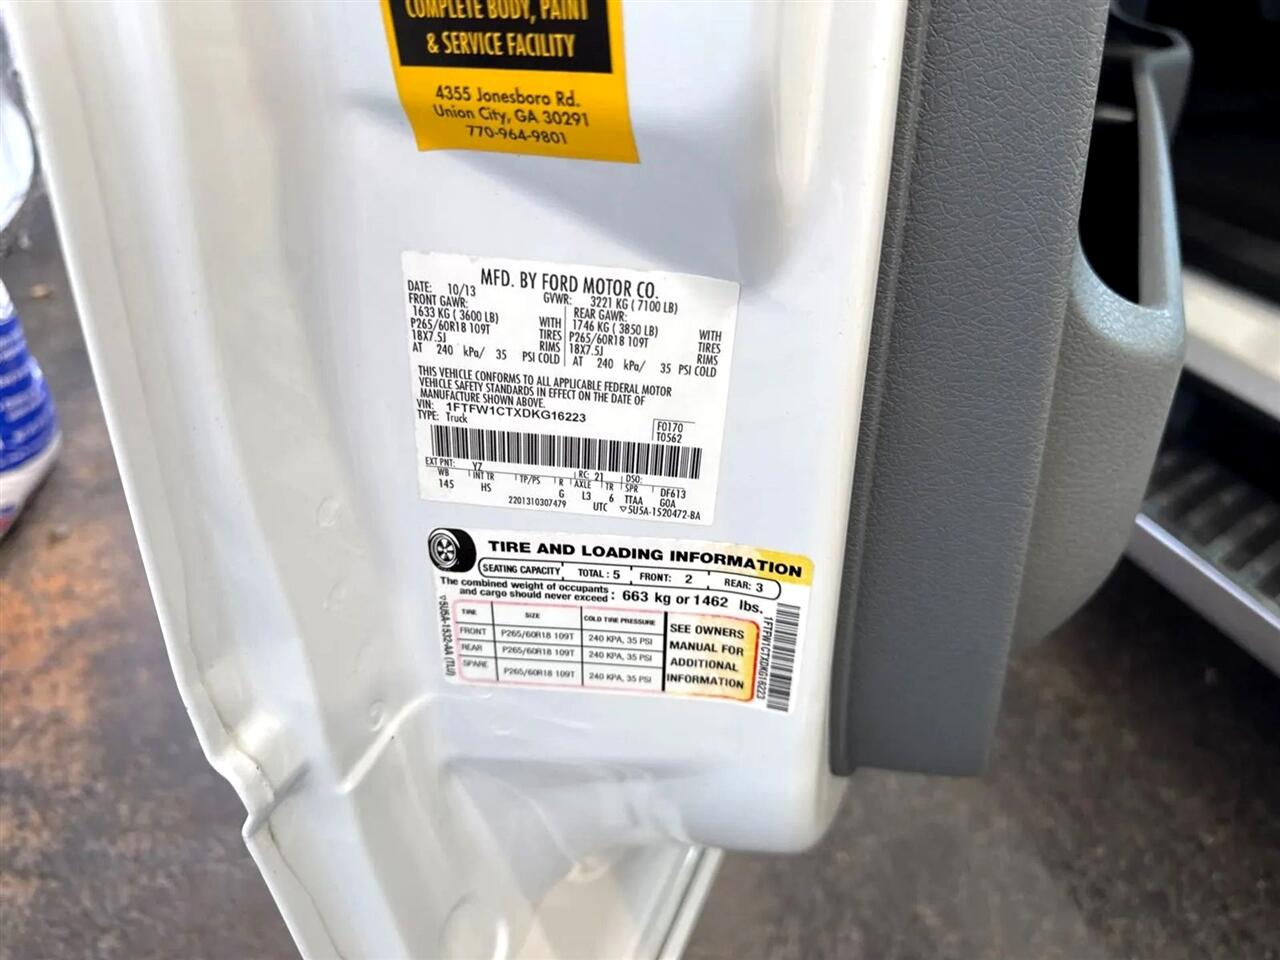 COMPLETE BODY, PAINT
& SERVICE FACILITY
4355 Jonesboro Rd.
Union City, GA 30291
770-964-9801
MFD. BY FORD MOTOR CO.
DATE: 10/13 GVWR: 3221 KG ( 7100 LB)
FRONT GAWR: REAR GAWR:
1633 KG ( 3600 LB) WITH 1746 KG ( 3850 LB) WITH
P265/60R18 109T TIRES P265/60R18 109T TIRES
18X7.5J RIMS 18X7.5J RIMS
AT 240 kPa/ 35 PSI COLD AT 240 kPa/ 35 PSI COLD
THIS VEHICLE CONFORMS TO ALL APPLICABLE FEDERAL MOTOR
VEHICLE SAFETY STANDARDS IN EFFECT ON THE DATE OF
MANUFACTURE SHOWN ABOVE.
VIN: 1FTFW1CTXDKG16223
TYPE: Truck
F0170
T0562
EXT PNT: YZ RC: 21 DSO:
WB INT TR TP/PS R AXLE TR SPR DF613
145 HS G L3 6 TTAA GOA
2201310307479 UTC ▽5U5A-1520472-BA
TIRE AND LOADING INFORMATION
SEATING CAPACITY TOTAL : 5 FRONT: 2 REAR: 3
The combined weight of occupants
and cargo should never exceed : 663 kg or 1462 lbs.
TIRE SIZE COLD TIRE PRESSURE
FRONT P265/60R18 109T 240 KPA, 35 PSI
REAR P265/60R18 109T 240 KPA, 35 PSI
SPARE P265/60R18 109T 240 KPA, 35 PSI
SEE OWNERS
MANUAL FOR
ADDITIONAL
INFORMATION
▽5U5A-1532-AA (TLU)
1FTFW1CTXDKG16223